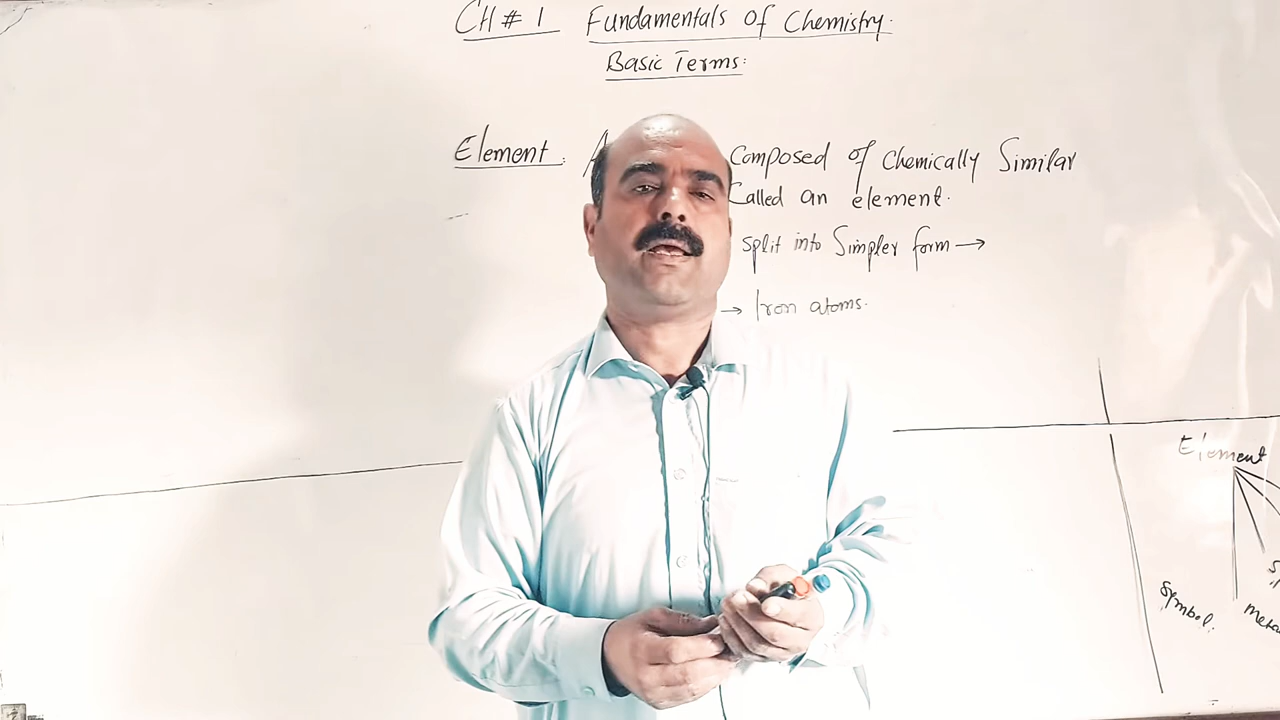 CH # 1 Fundamentals of Chemistry.
Basic Terms:
Element: A Composed of Chemically Similar
Called an element.
Split into Simpler form →
→ Iron atoms.
Element
Symbol.